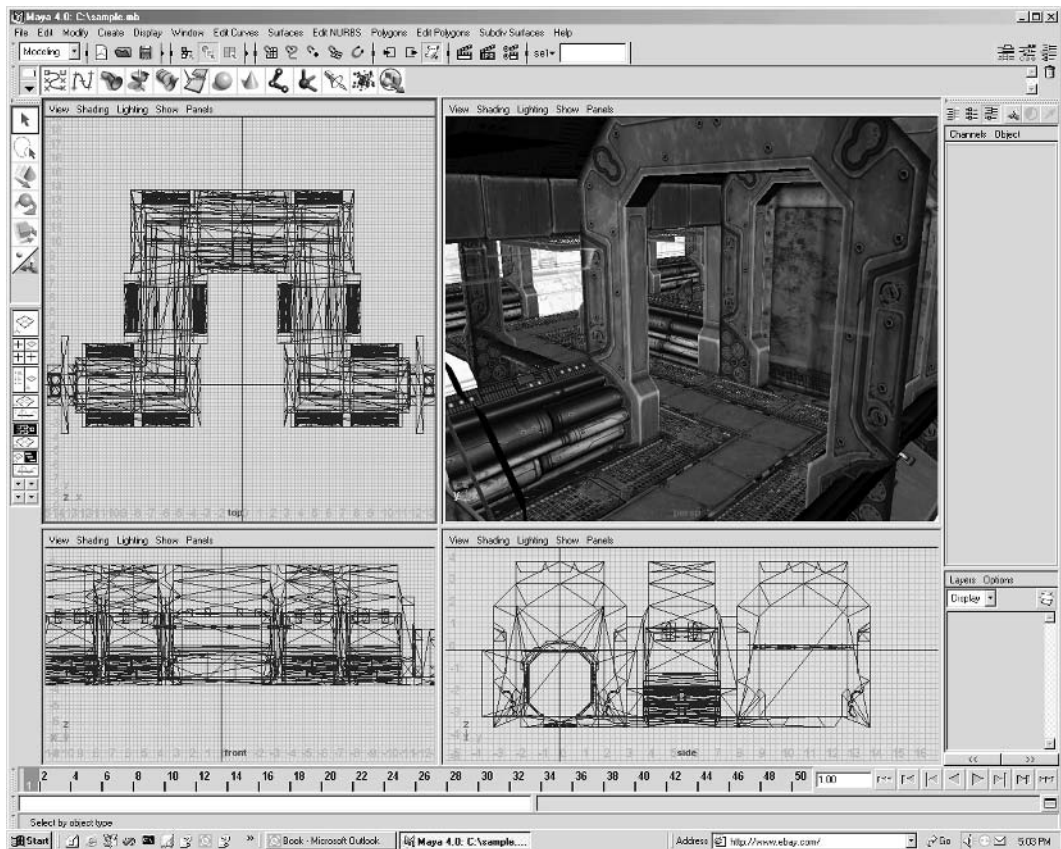 Maya 4.0: C:\sample.mb
File Edit Modify Create Display Window Edit Curves Surfaces Edit NURBS Polygons Edit Polygons Subdiv Surfaces Help
Modeling sel
View Shading Lighting Show Panels
View Shading Lighting Show Panels
Channels Object
top
persp
View Shading Lighting Show Panels
View Shading Lighting Show Panels
Layers Options
Display
front
side
<< >>
1 2 4 6 8 10 12 14 16 18 20 22 24 26 28 30 32 34 36 38 40 42 44 46 48 50 1.00
Select by object type
Start Book - Microsoft Outlook Maya 4.0: C:\sample.... Address http://www.ebay.com/ Go 5:03 PM